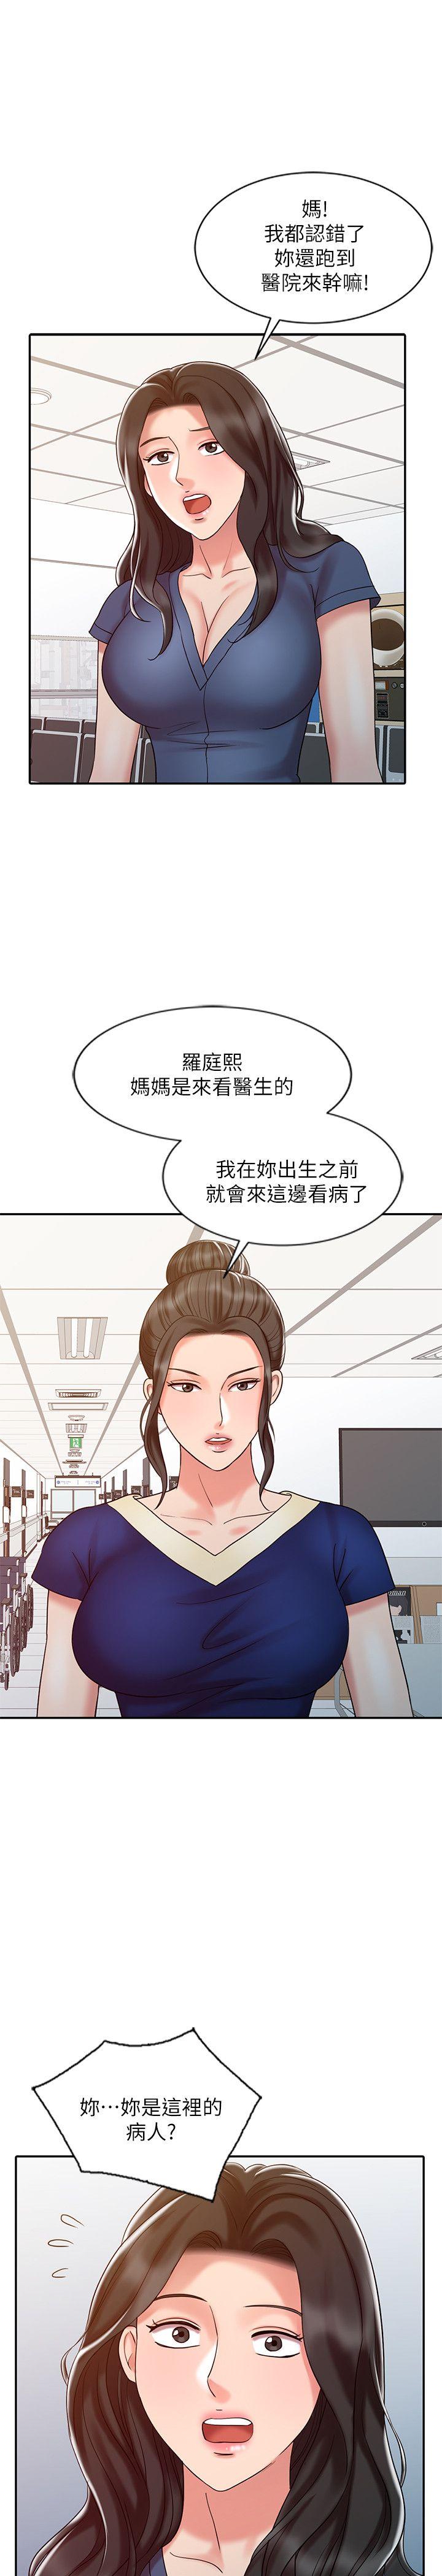 媽!
我都認錯了
妳還跑到
醫院來幹嘛!
羅庭熙
媽媽是來看醫生的
我在妳出生之前
就會來這邊看病了
妳⋯妳是這裡的
病人?